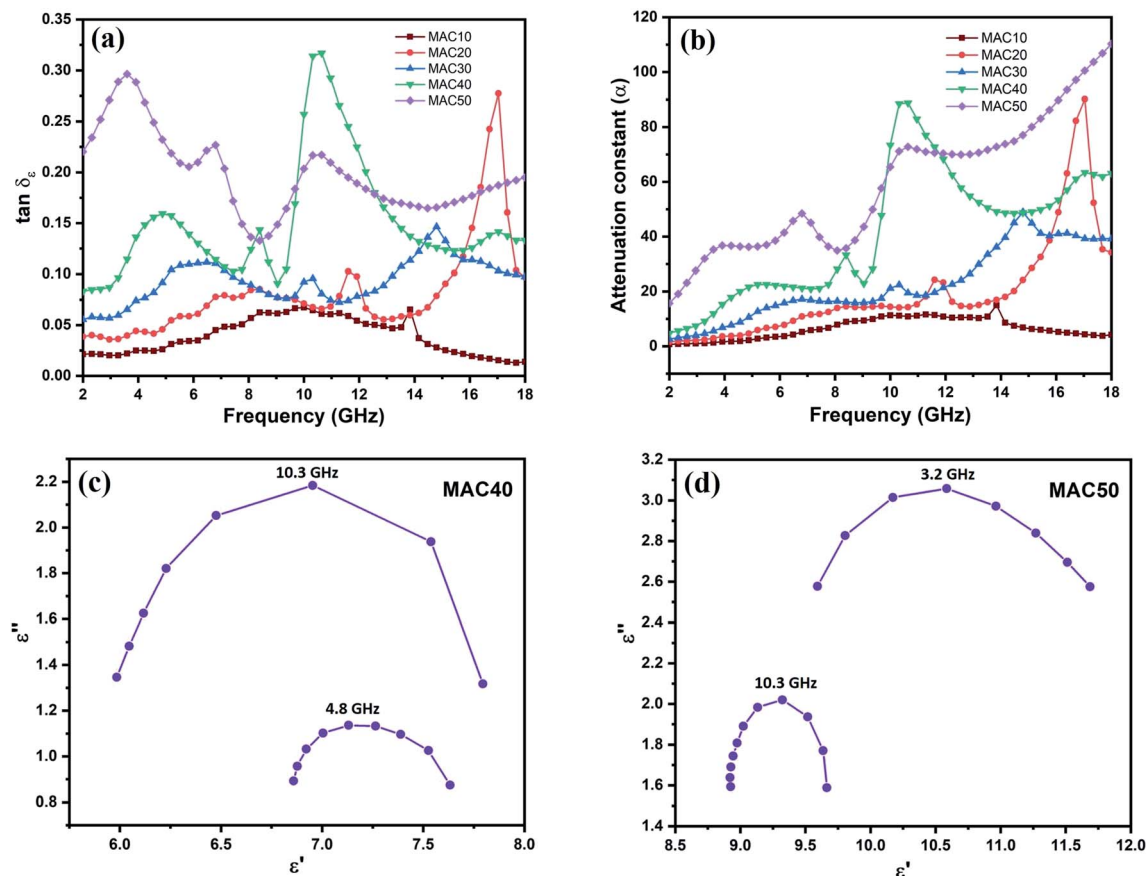 (a)
MAC10
MAC20
MAC30
MAC40
MAC50
0.35
0.30
0.25
0.20
0.15
0.10
0.05
0.00
tan δε
2 4 6 8 10 12 14 16 18
Frequency (GHz)
(b)
MAC10
MAC20
MAC30
MAC40
MAC50
120
100
80
60
40
20
0
Attenuation constant (α)
2 4 6 8 10 12 14 16 18
Frequency (GHz)
(c)
10.3 GHz
MAC40
4.8 GHz
2.2
2.0
1.8
1.6
1.4
1.2
1.0
0.8
ε"
6.0 6.5 7.0 7.5 8.0
ε'
(d)
3.2 GHz
MAC50
10.3 GHz
3.2
3.0
2.8
2.6
2.4
2.2
2.0
1.8
1.6
1.4
ε"
8.5 9.0 9.5 10.0 10.5 11.0 11.5 12.0
ε'